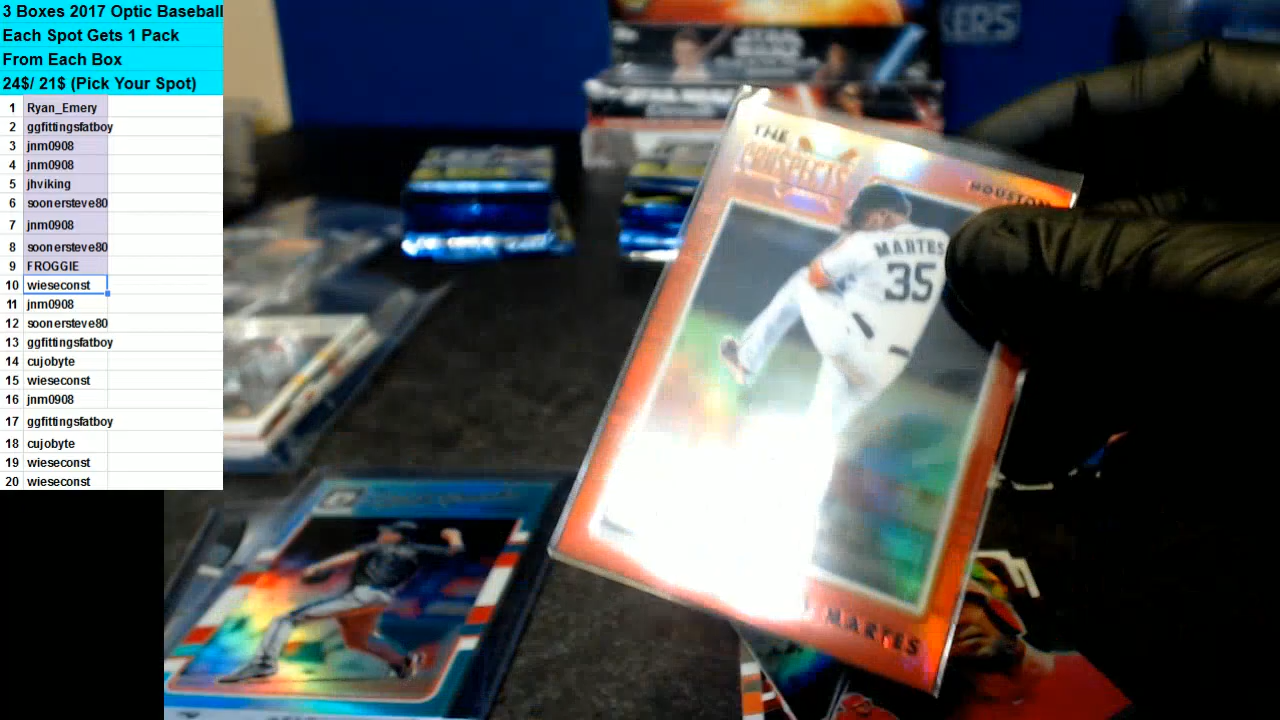 3 Boxes 2017 Optic Baseball
Each Spot Gets 1 Pack
From Each Box
24$/ 21$ (Pick Your Spot)
1 Ryan_Emery
2 ggfittingsfatboy
3 jnm0908
4 jnm0908
5 jhviking
6 soonersteve80
7 jnm0908
8 soonersteve80
9 FROGGIE
10 wieseconst
11 jnm0908
12 soonersteve80
13 ggfittingsfatboy
14 cujobyte
15 wieseconst
16 jnm0908
17 ggfittingsfatboy
18 cujobyte
19 wieseconst
20 wieseconst
KERS
STAR WARS
THE
PROSPECTS
HOUSTON
MARTES
35
MARTES